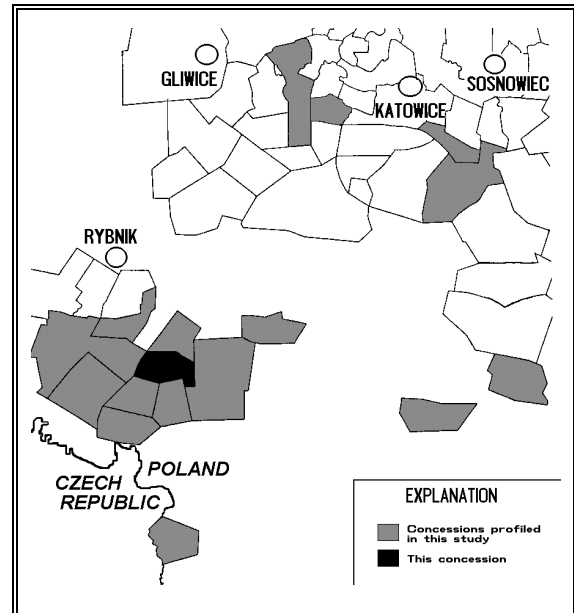 GLIWICE
SOSNOWIEC
KATOWICE
RYBNIK
POLAND
CZECH
REPUBLIC
EXPLANATION
Concessions profiled
in this study
This concession